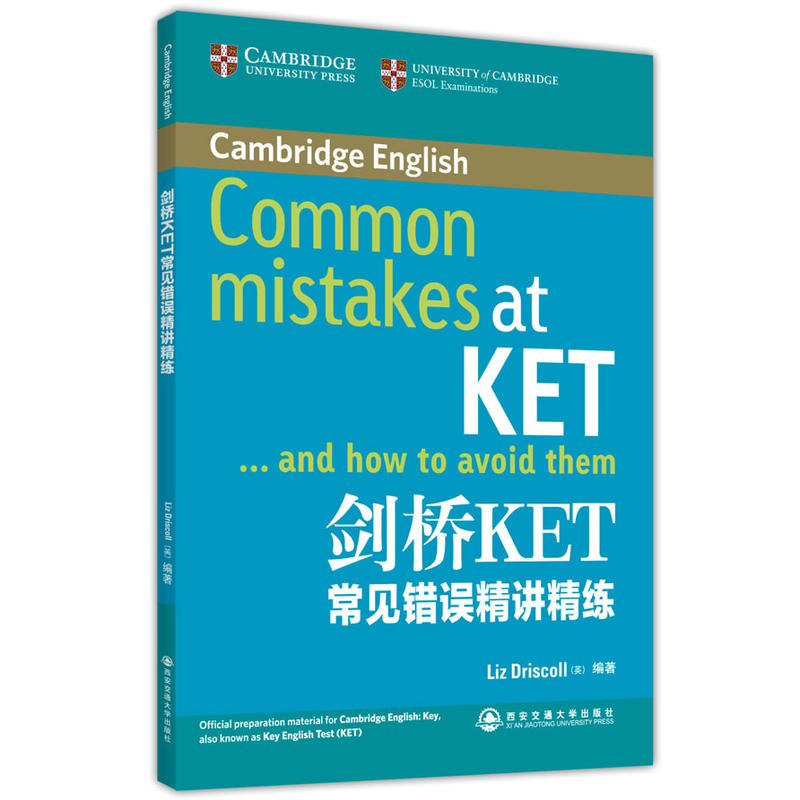 Cambridge English
剑桥KET常见错误精讲精练
Liz Driscoll（英）编著
西安交通大学出版社
CAMBRIDGE
UNIVERSITY PRESS
UNIVERSITY of CAMBRIDGE
ESOL Examinations
Cambridge English
Common
mistakes at
KET
... and how to avoid them
剑桥KET
常见错误精讲精练
Liz Driscoll（英）编著
Official preparation material for Cambridge English: Key,
also known as Key English Test (KET)
西安交通大学出版社
XI'AN JIAOTONG UNIVERSITY PRESS